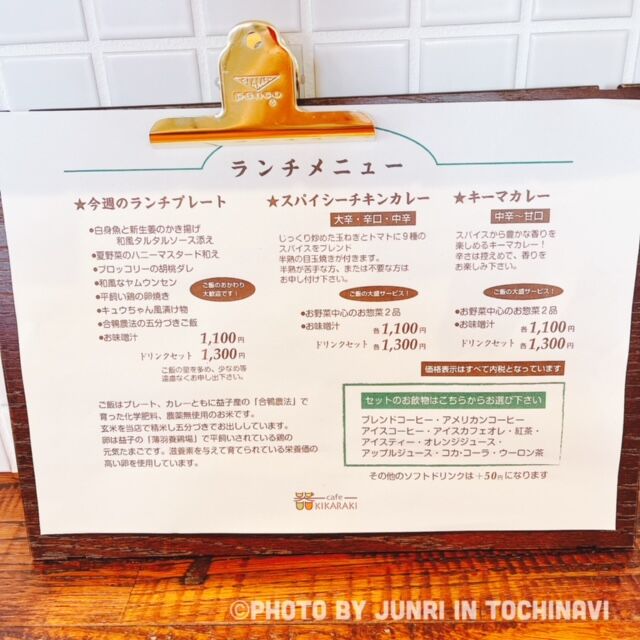 ランチメニュー
★今週のランチプレート
●白身魚と新生姜のかき揚げ
和風タルタルソース添え
●夏野菜のハニーマスタード和え
●ブロッコリーの胡桃ダレ
●和風なヤムウンセン
●平飼い鶏の卵焼き
●キュウちゃん風漬け物
●合鴨農法の五分づきご飯
●お味噌汁
ご飯のおかわり
大歓迎です！
1,100円
ドリンクセット 1,300円
ご飯の量を多め、少なめ等
遠慮なくお申し出下さい。
★スパイシーチキンカレー
大辛・辛口・中辛
じっくり炒めた玉ねぎとトマトに９種の
スパイスをブレンド
半熟の目玉焼き付きます。
半熟が苦手な方、または不要な方は
お申し付け下さい。
ご飯の大盛サービス！
●お野菜中心のお惣菜２品
●お味噌汁
各1,100円
ドリンクセット 各1,300円
★キーマカレー
中辛～甘口
スパイスから豊かな香りを
楽しめるキーマカレー！
辛さは控えめで、香りを
お楽しみ下さい。
ご飯の大盛サービス！
●お野菜中心のお惣菜２品
●お味噌汁
各1,100円
ドリンクセット 各1,300円
価格表示はすべて内税となっています
ご飯はプレート、カレーともに益子産の「合鴨農法」で
育った化学肥料、農薬無使用のお米です。
玄米を当店で精米し五分づきでお出ししています。
卵は益子の「薄羽養鶏場」で平飼いされている鶏の
元気たまごです。滋養素を与えて育てられている栄養価の
高い卵を使用しています。
セットのお飲物はこちらからお選び下さい
ブレンドコーヒー・アメリカンコーヒー
アイスコーヒー・アイスカフェオレ・紅茶・
アイスティー・オレンジジュース・
アップルジュース・コカ・コーラ・ウーロン茶
その他のソフトドリンクは＋50円になります
cafe
KIKARAKI
©PHOTO BY JUNRI IN TOCHINAVI